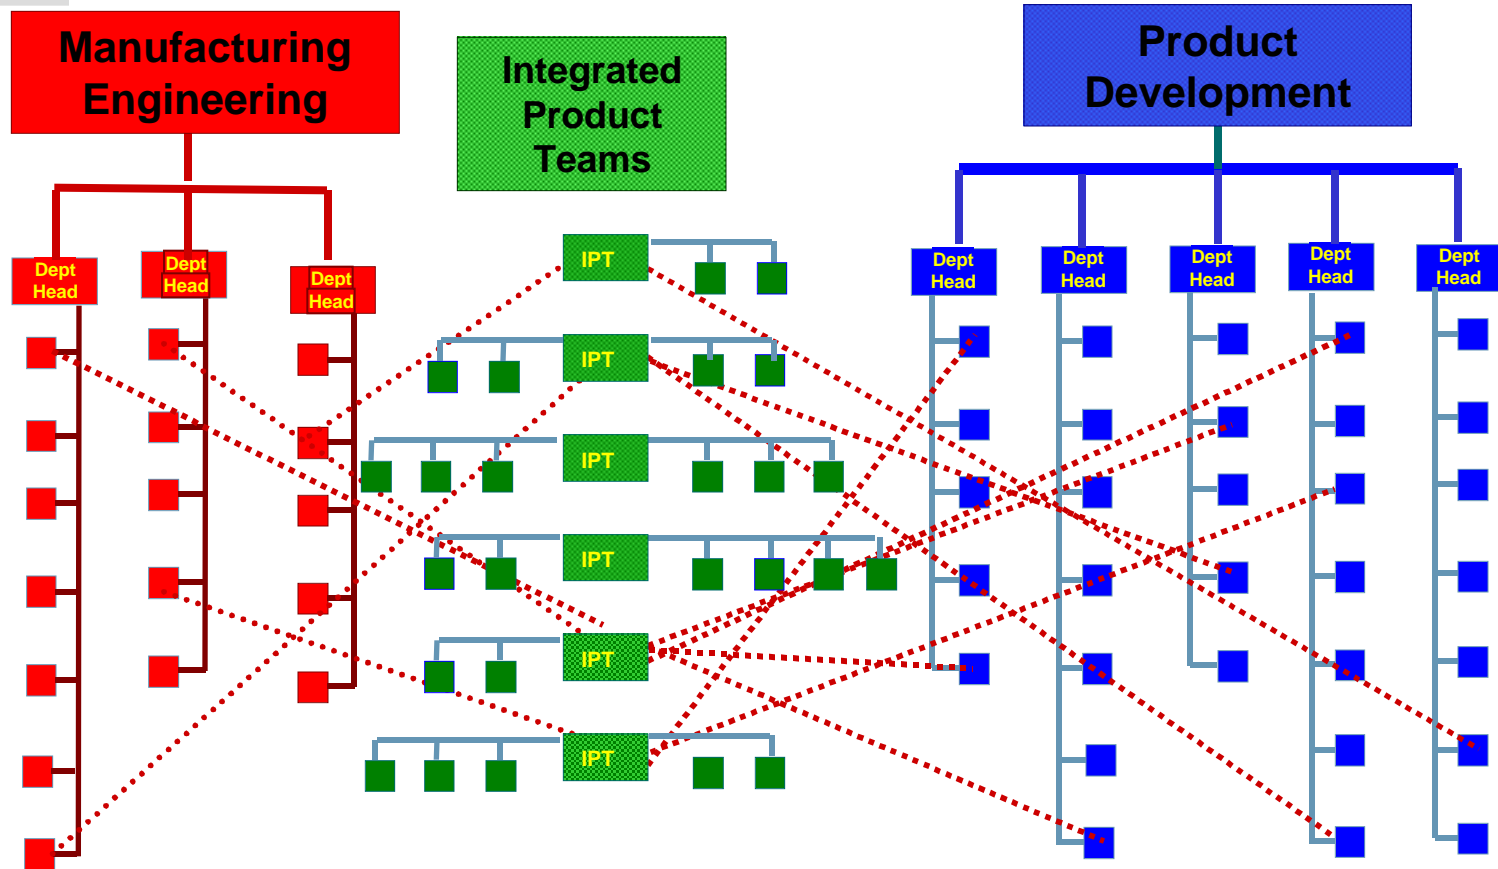 Manufacturing
Engineering
Integrated
Product
Teams
Product
Development
Dept
Head
Dept
Head
Dept
Head
IPT
IPT
IPT
IPT
IPT
IPT
Dept
Head
Dept
Head
Dept
Head
Dept
Head
Dept
Head